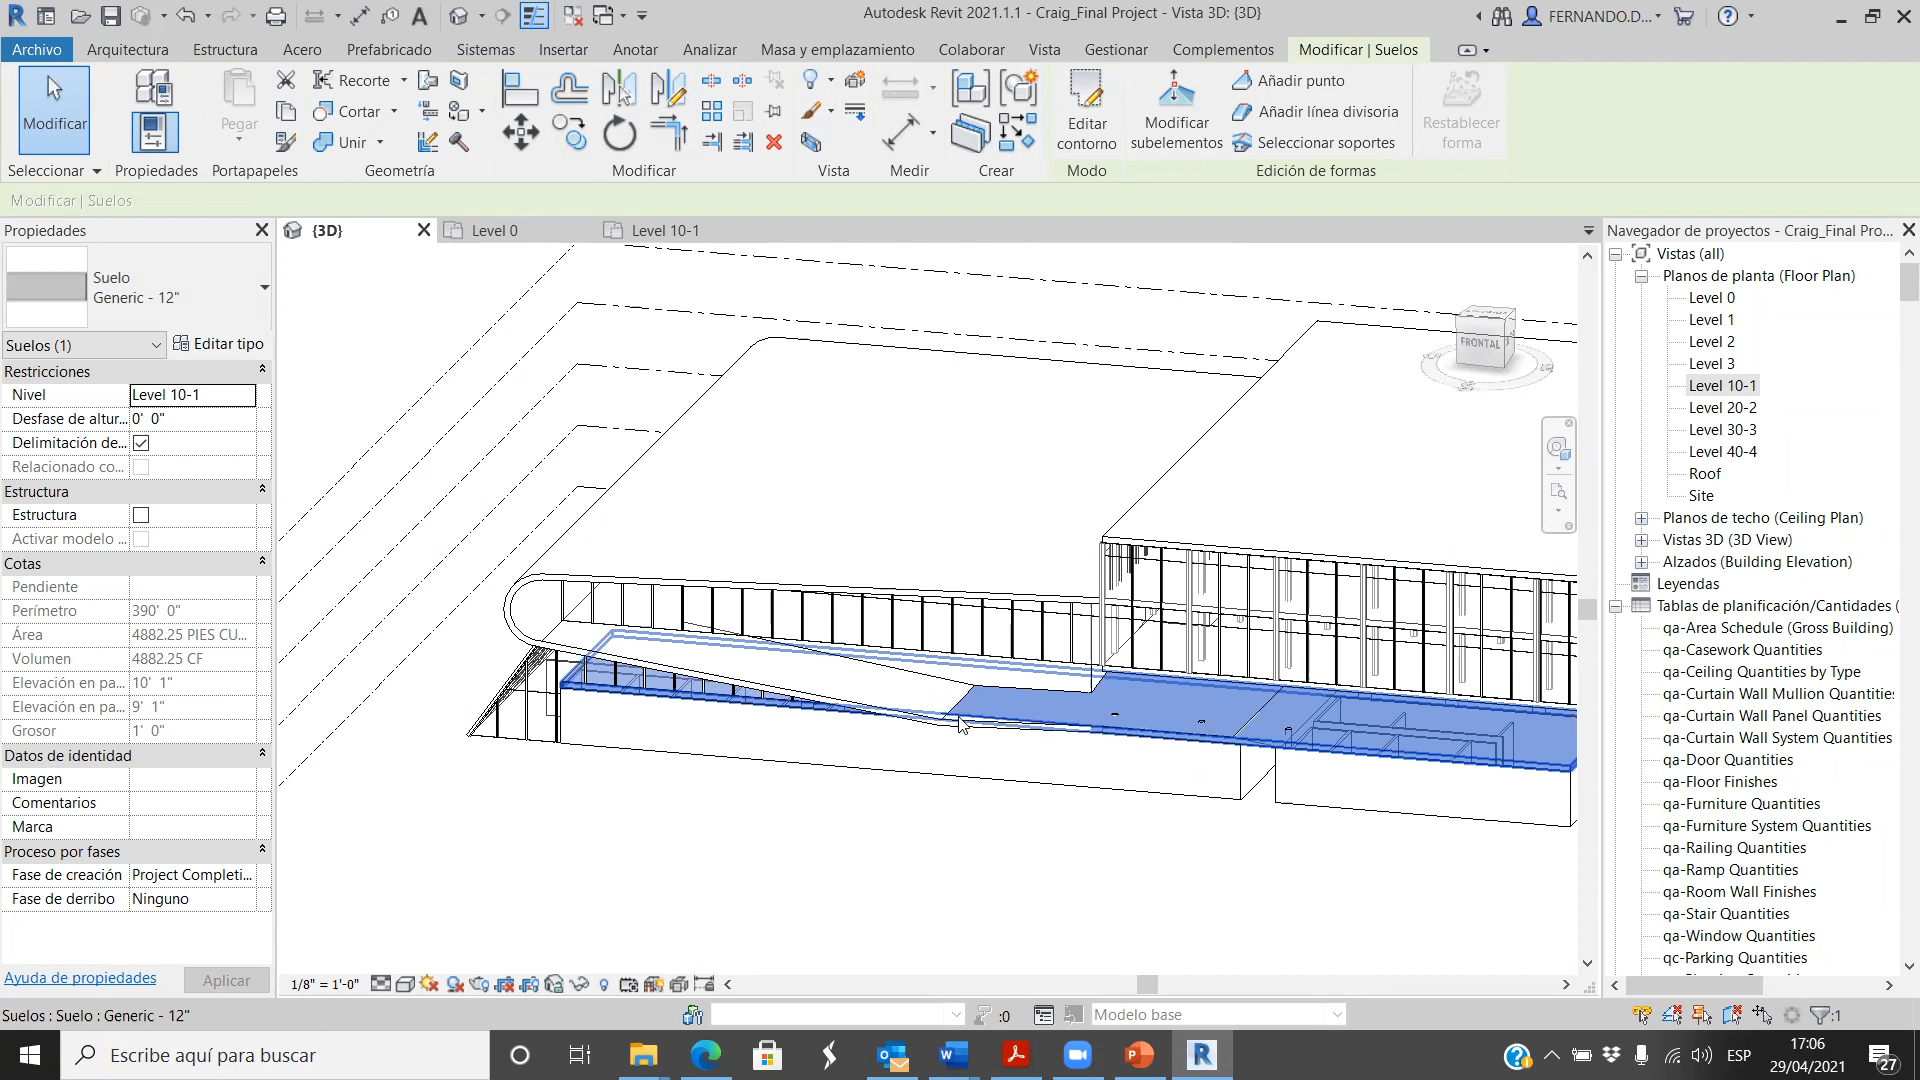 Autodesk Revit 2021.1.1 - Craig_Final Project - Vista 3D: {3D}
FERNANDO.D...
Archivo
Arquitectura
Estructura
Acero
Prefabricado
Sistemas
Insertar
Anotar
Analizar
Masa y emplazamiento
Colaborar
Vista
Gestionar
Complementos
Modificar | Suelos
Modificar
Pegar
Recorte
Cortar
Unir
Editar
contorno
Modificar
subelementos
Añadir punto
Añadir línea divisoria
Seleccionar soportes
Restablecer
forma
Seleccionar
Propiedades
Portapapeles
Geometría
Modificar
Vista
Medir
Crear
Modo
Edición de formas
Modificar | Suelos
Propiedades
{3D}
Level 0
Level 10-1
Suelo
Generic - 12"
Suelos (1)
Editar tipo
Restricciones
Nivel Level 10-1
Desfase de altur... 0' 0"
Delimitación de...
Relacionado co...
Estructura
Estructura
Activar modelo ...
Cotas
Pendiente
Perímetro 390' 0"
Área 4882.25 PIES CU...
Volumen 4882.25 CF
Elevación en pa... 10' 1"
Elevación en pa... 9' 1"
Grosor 1' 0"
Datos de identidad
Imagen
Comentarios
Marca
Proceso por fases
Fase de creación Project Completi...
Fase de derribo Ninguno
Ayuda de propiedades
Aplicar
FRONTAL
Navegador de proyectos - Craig_Final Pro...
Vistas (all)
Planos de planta (Floor Plan)
Level 0
Level 1
Level 2
Level 3
Level 10-1
Level 20-2
Level 30-3
Level 40-4
Roof
Site
Planos de techo (Ceiling Plan)
Vistas 3D (3D View)
Alzados (Building Elevation)
Leyendas
Tablas de planificación/Cantidades (
qa-Area Schedule (Gross Building)
qa-Casework Quantities
qa-Ceiling Quantities by Type
qa-Curtain Wall Mullion Quantities
qa-Curtain Wall Panel Quantities
qa-Curtain Wall System Quantities
qa-Door Quantities
qa-Floor Finishes
qa-Furniture Quantities
qa-Furniture System Quantities
qa-Railing Quantities
qa-Ramp Quantities
qa-Room Wall Finishes
qa-Stair Quantities
qa-Window Quantities
qc-Parking Quantities
1/8" = 1'-0"
Suelos : Suelo : Generic - 12"
:0
Modelo base
:1
Escribe aquí para buscar
ESP
17:06
29/04/2021
27